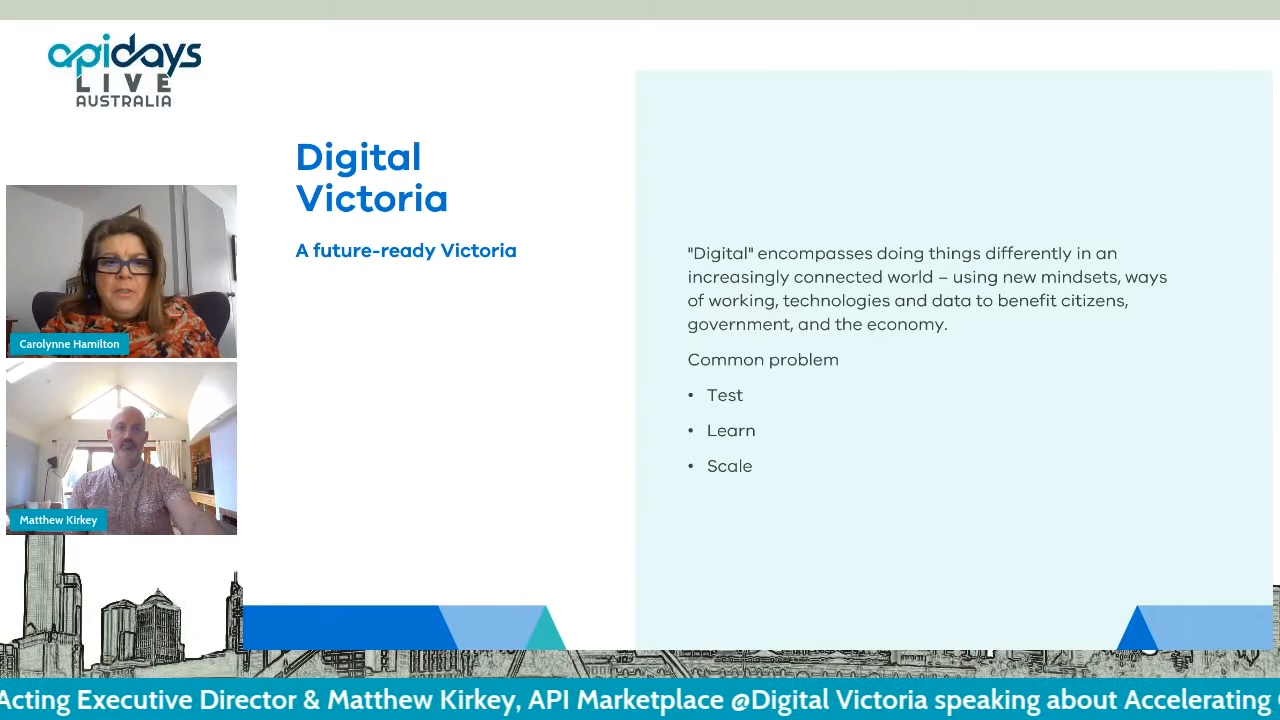 apidays
LIVE
AUSTRALIA
Digital
Victoria
A future-ready Victoria
"Digital" encompasses doing things differently in an
increasingly connected world – using new mindsets, ways
of working, technologies and data to benefit citizens,
government, and the economy.
Common problem
• Test
• Learn
• Scale
Carolynne Hamilton
Matthew Kirkey
Acting Executive Director & Matthew Kirkey, API Marketplace @Digital Victoria speaking about Accelerating